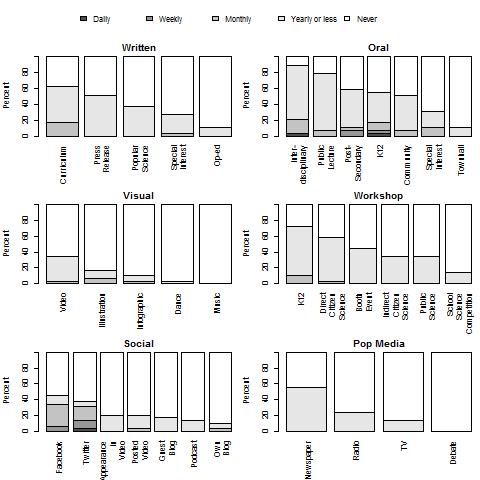 Daily Weekly Monthly Yearly or less Never
Written
Percent
0 20 40 60 80
Curriculum
Press
Release
Popular
Science
Special
Interest
Op-ed
Oral
Percent
0 20 40 60 80
Inter-
disciplinary
Public
Lecture
Post-
Secondary
K12
Community
Special
Interest
Townhall
Visual
Percent
0 20 40 60 80
Video
Illustration
Infographic
Dance
Music
Workshop
Percent
0 20 40 60 80
K12
Direct
Citizen
Science
Booth
Event
Indirect
Citizen
Science
Public
Science
School
Science
Competition
Social
Percent
0 20 40 60 80
Facebook
Twitter
Appearance
in
Video
Posted
Video
Guest
Blog
Podcast
Own
Blog
Pop Media
Percent
0 20 40 60 80
Newspaper
Radio
TV
Debate